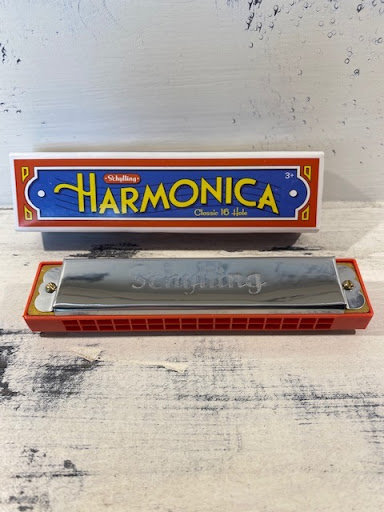 Schylling
3+
HARMONICA
Classic 16 Hole
Schylling